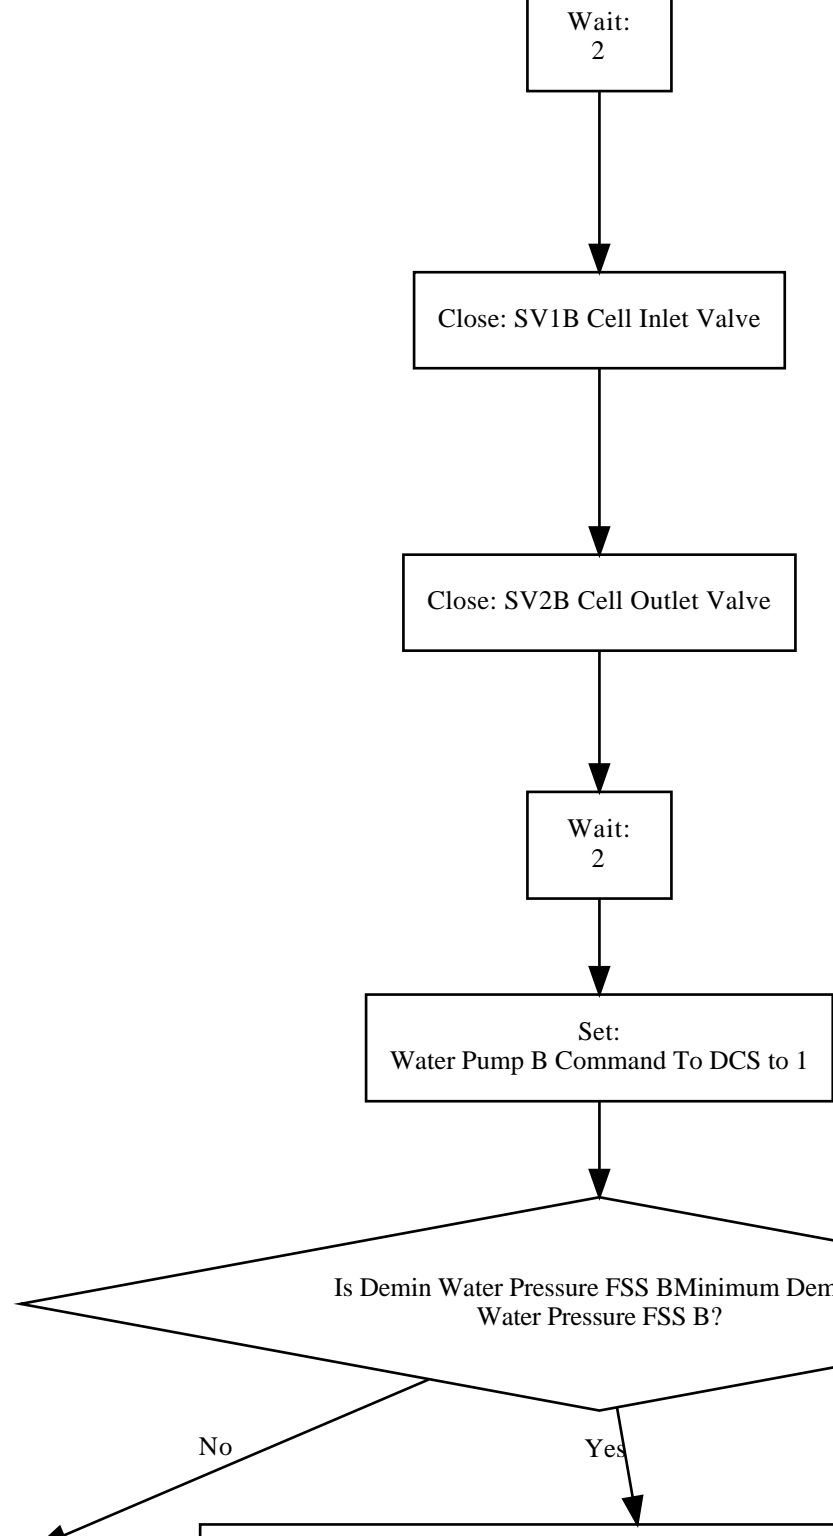 Wait:
2
Close: SV1B Cell Inlet Valve
Close: SV2B Cell Outlet Valve
Wait:
2
Set:
Water Pump B Command To DCS to 1
Is Demin Water Pressure FSS BMinimum Dem
Water Pressure FSS B?
No
Yes